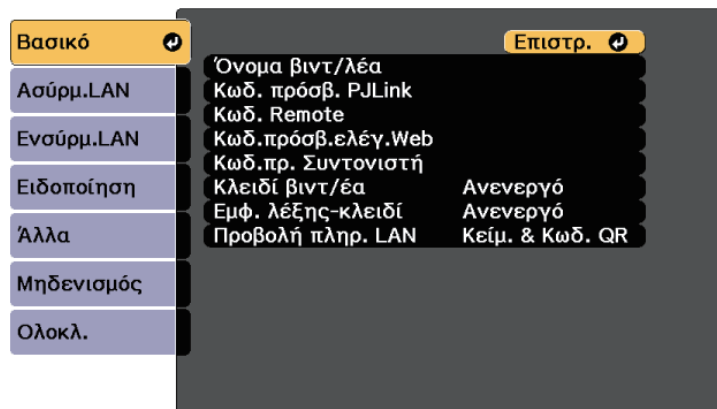 Βασικό
Ασύρμ.LAN
Ενσύρμ.LAN
Ειδοποίηση
Άλλα
Μηδενισμός
Ολοκλ.
Επιστρ.
Όνομα βιντ/λέα
Κωδ. πρόσβ. PJLink
Κωδ. Remote
Κωδ.πρόσβ.ελέγ.Web
Κωδ.πρ. Συντονιστή
Κλειδί βιντ/έα Ανενεργό
Εμφ. λέξης-κλειδί Ανενεργό
Προβολή πληρ. LAN Κείμ. & Κωδ. QR